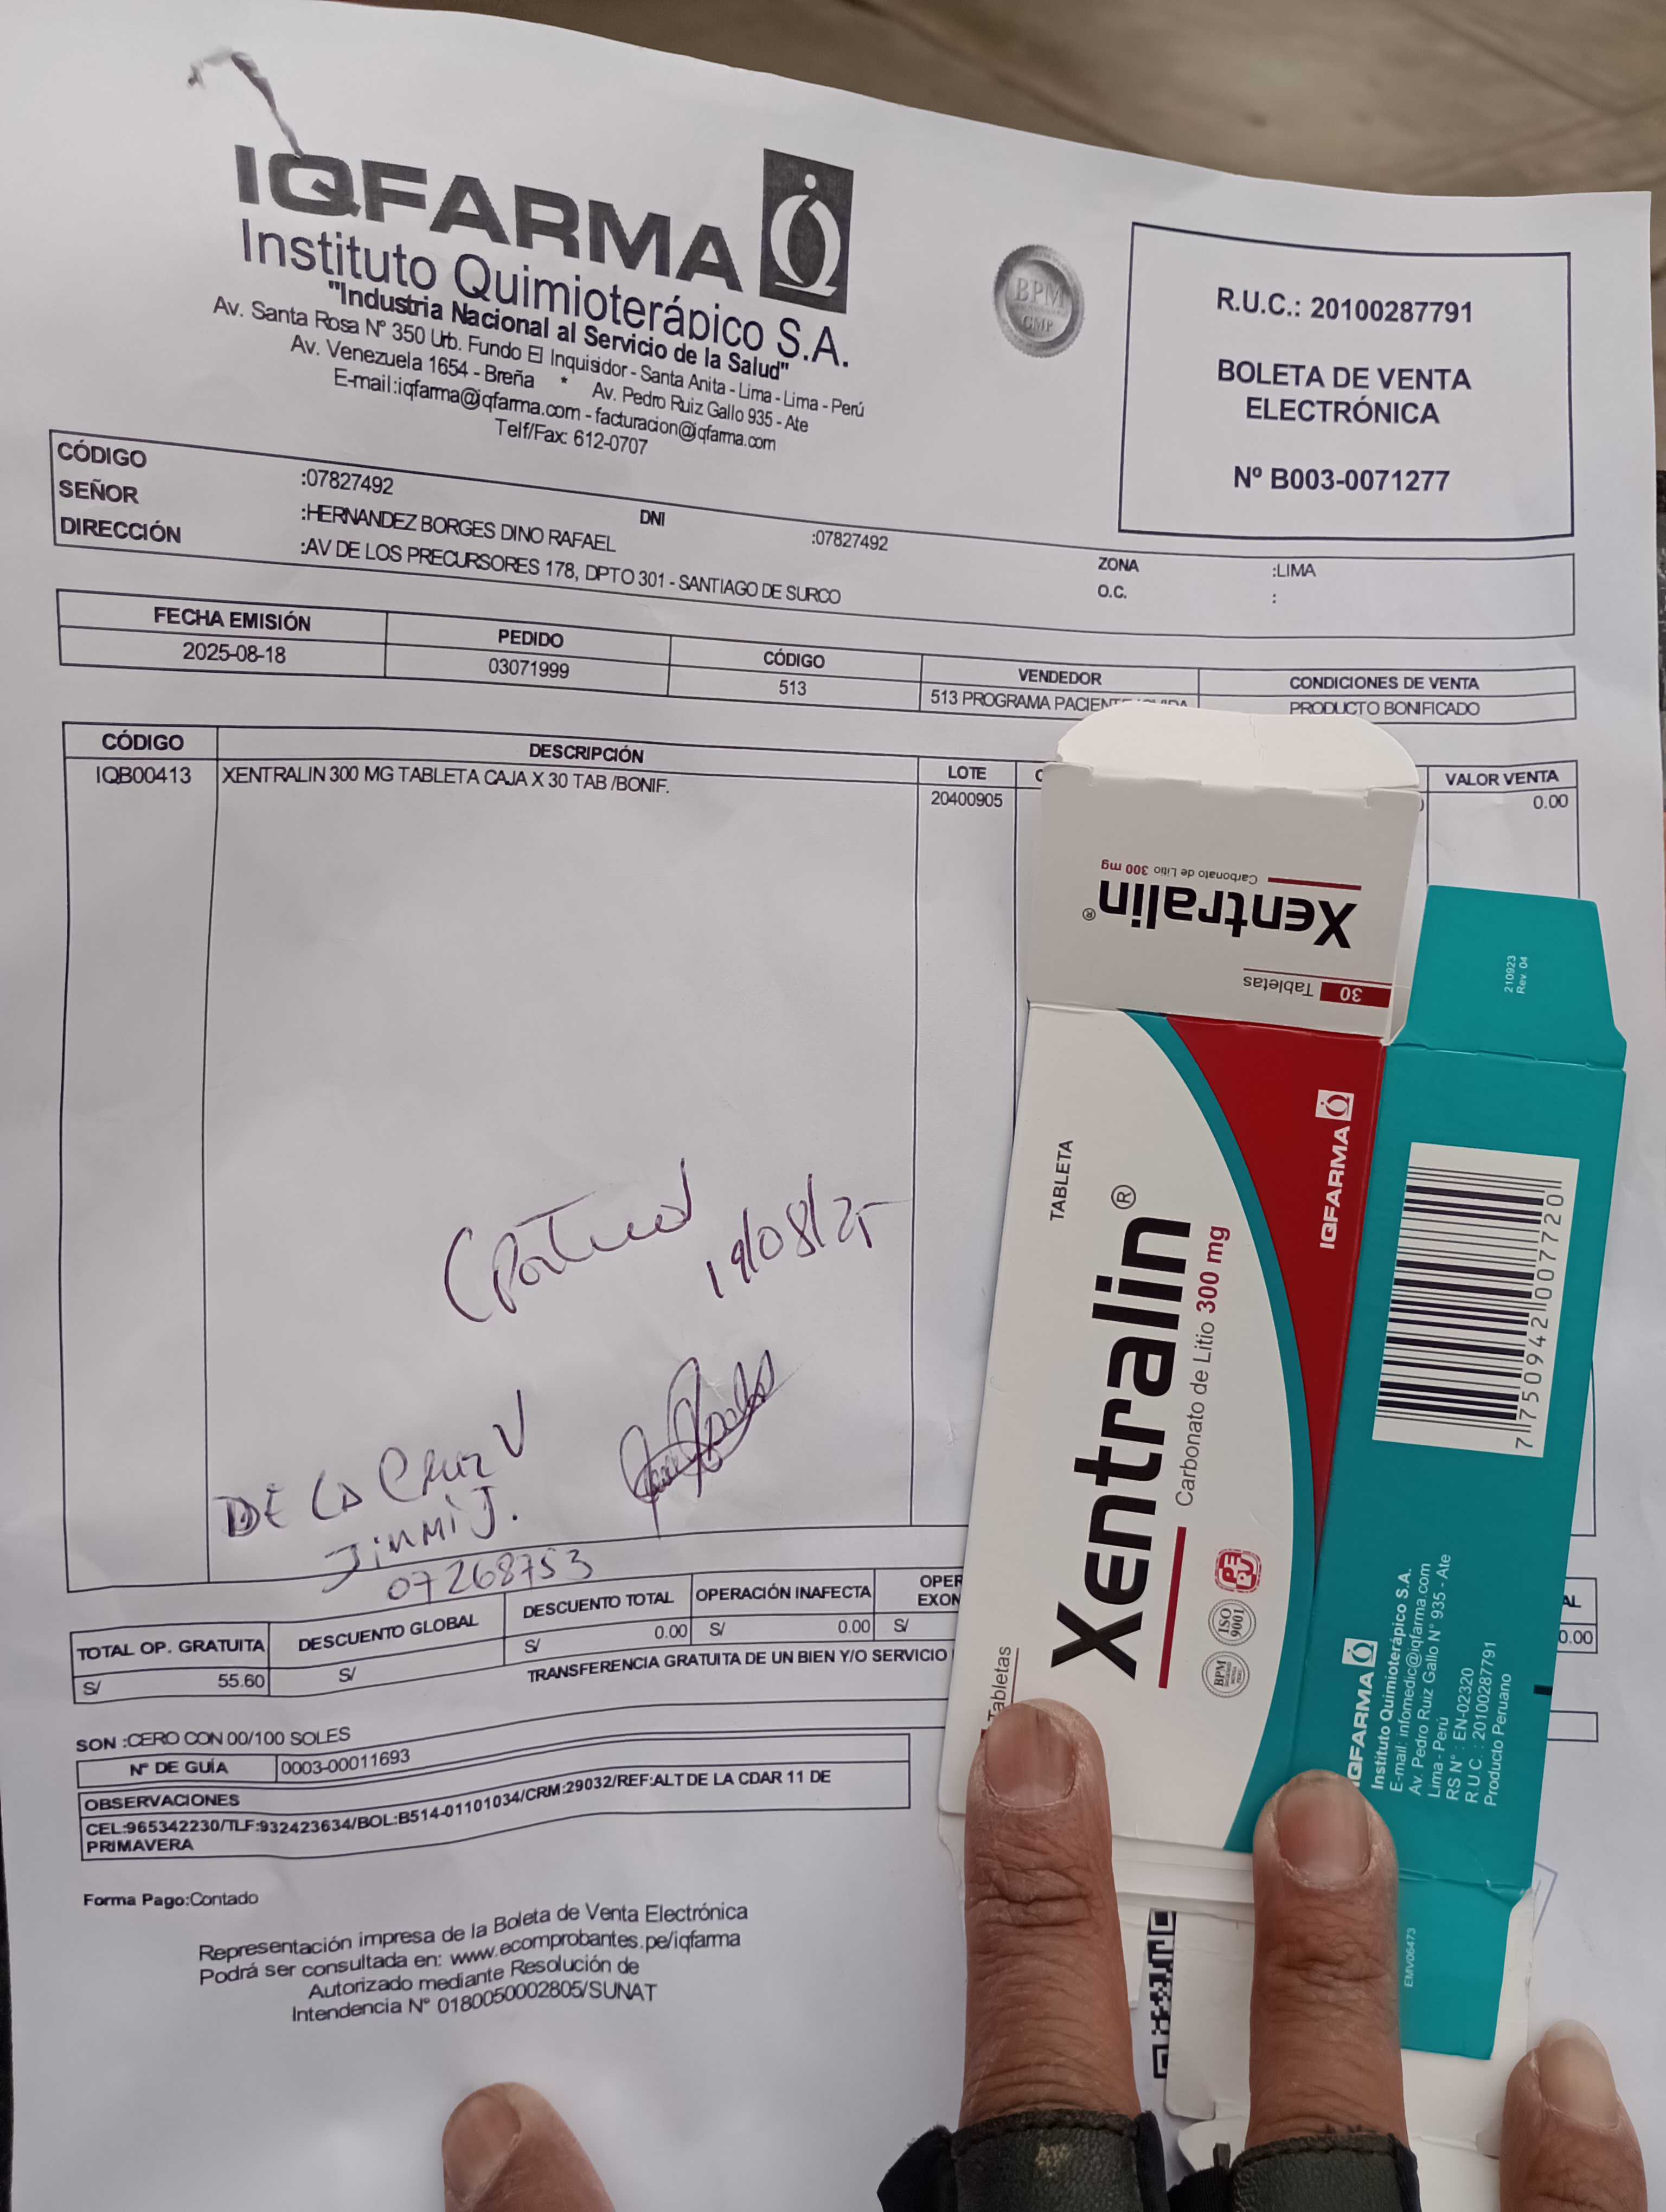 IQFARMA
Instituto Quimioterápico S.A.
"Industria Nacional al Servicio de la Salud"
Av. Santa Rosa N° 350 Urb. Fundo El Inquisidor - Santa Anita - Lima - Lima - Perú
Av. Venezuela 1654 - Breña * Av. Pedro Ruiz Gallo 935 - Ate
E-mail:iqfarma@iqfarma.com - facturacion@iqfarma.com
Telf/Fax: 612-0707
BPM
GMP
R.U.C.: 20100287791
BOLETA DE VENTA
ELECTRÓNICA
Nº B003-0071277
CÓDIGO :07827492 DNI :07827492 ZONA :LIMA
SEÑOR :HERNANDEZ BORGES DINO RAFAEL O.C. :
DIRECCIÓN :AV DE LOS PRECURSORES 178, DPTO 301 - SANTIAGO DE SURCO
FECHA EMISIÓN PEDIDO CÓDIGO VENDEDOR CONDICIONES DE VENTA
2025-08-18 03071999 513 513 PROGRAMA PRODUCTO BONIFICADO
CÓDIGO DESCRIPCIÓN LOTE VALOR VENTA
IQB00413 XENTRALIN 300 MG TABLETA CAJA X 30 TAB /BONIF. 20400905 0.00
19/08/25
DE LA CRUZ V
JIMMI J.
07268753
TOTAL OP. GRATUITA DESCUENTO GLOBAL DESCUENTO TOTAL OPERACIÓN INAFECTA
S/ 55.60 S/ S/ 0.00 S/ 0.00 S/ 0.00
TRANSFERENCIA GRATUITA DE UN BIEN Y/O SERVICIO
SON :CERO CON 00/100 SOLES
Nº DE GUÍA 0003-00011693
OBSERVACIONES
CEL:965342230/TLF:932423634/BOL:B514-01101034/CRM:29032/REF:ALT DE LA CDAR 11 DE
PRIMAVERA
Forma Pago:Contado
Representación impresa de la Boleta de Venta Electrónica
Podrá ser consultada en: www.ecomprobantes.pe/iqfarma
Autorizado mediante Resolución de
Intendencia N° 0180050002805/SUNAT
30 Tabletas
Xentralin®
Carbonato de Litio 300 mg
TABLETA
Xentralin®
Carbonato de Litio 300 mg
IQFARMA
BPM
ISO
9001
Tabletas
210923
Rev. 04
7750942007720
IQFARMA
Instituto Quimioterápico S.A.
E-mail: infomedic@iqfarma.com
Av. Pedro Ruiz Gallo N° 935 - Ate
Lima - Perú
RS N° : EN-02320
R.U.C. : 20100287791
Producto Peruano
EMV06473